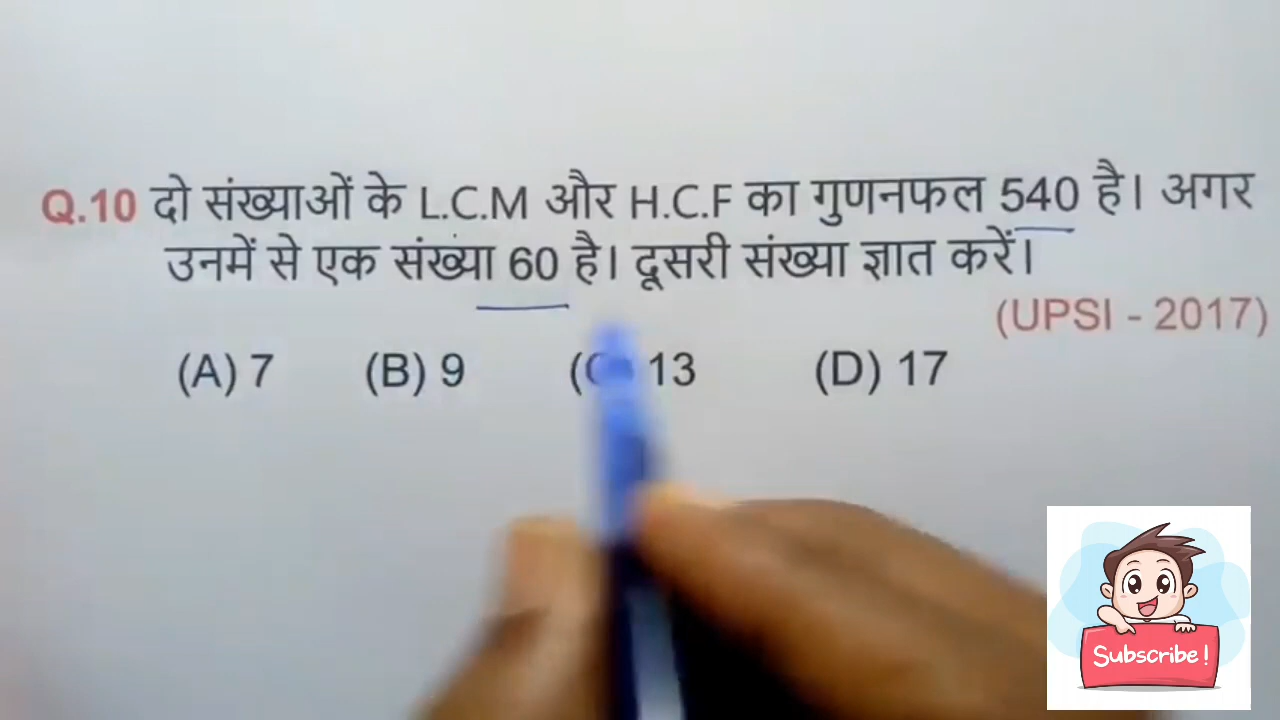 Q.10 दो संख्याओं के L.C.M और H.C.F का गुणनफल 540 है। अगर
उनमें से एक संख्या 60 है। दूसरी संख्या ज्ञात करें।
(UPSI - 2017)
(A) 7 (B) 9 (C) 13 (D) 17
Subscribe!